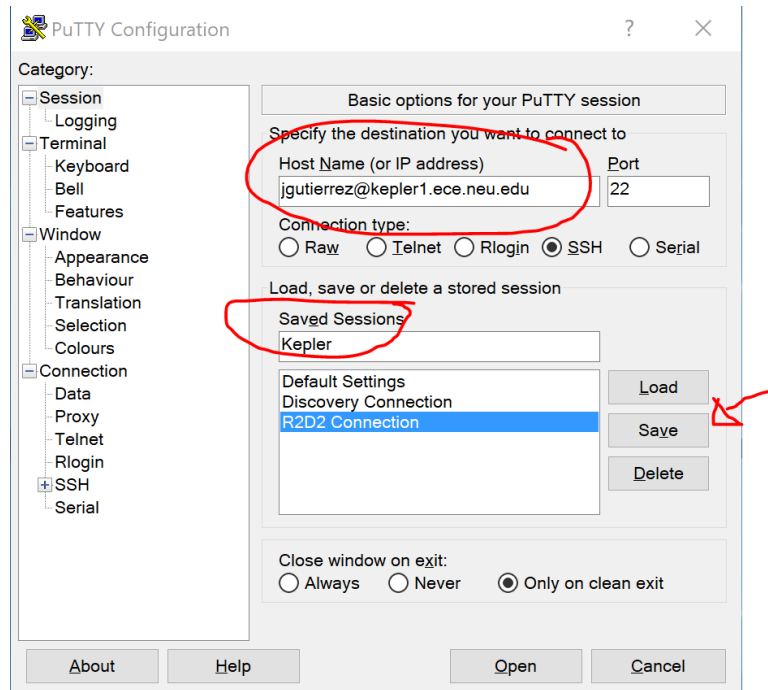 PuTTY Configuration
?
Category:
Session
Logging
Terminal
Keyboard
Bell
Features
Window
Appearance
Behaviour
Translation
Selection
Colours
Connection
Data
Proxy
Telnet
Rlogin
SSH
Serial
Basic options for your PuTTY session
Specify the destination you want to connect to
Host Name (or IP address) Port
jgutierrez@kepler1.ece.neu.edu 22
Connection type:
Raw Telnet Rlogin SSH Serial
Load, save or delete a stored session
Saved Sessions
Kepler
Default Settings
Discovery Connection
R2D2 Connection
Load
Save
Delete
Close window on exit:
Always Never Only on clean exit
About Help Open Cancel